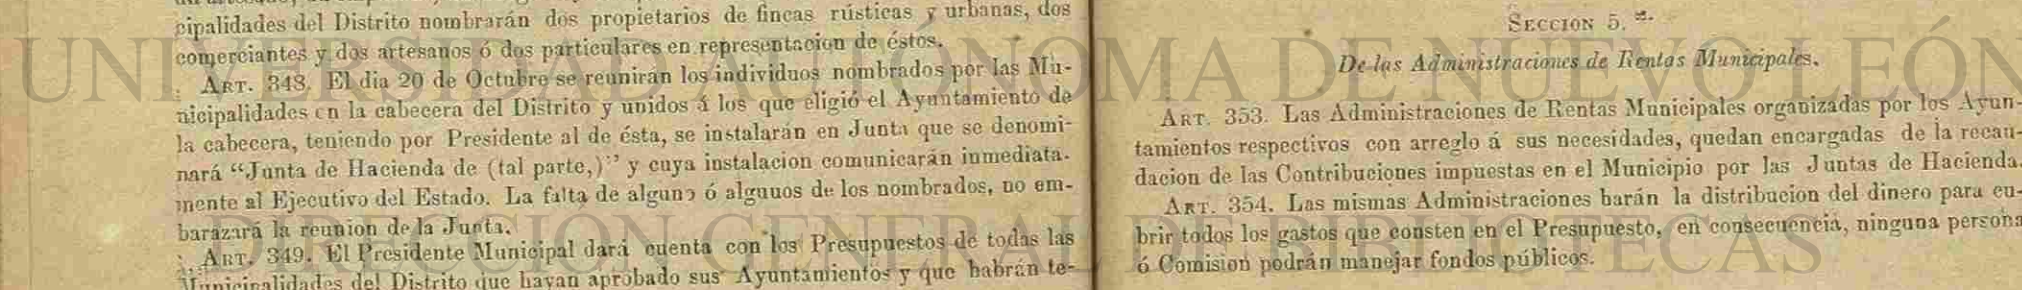 cipalidades del Distrito nombrarán dos propietarios de fincas rústicas y urbanas, dos
comerciantes y dos artesanos ó dos particulares en representacion de éstos.
ART. 348. El dia 20 de Octubre se reunirán los individuos nombrados por las Mu-
nicipalidades en la cabecera del Distrito y unidos á los que eligió el Ayuntamiento de
la cabecera, teniendo por Presidente al de ésta, se instalarán en Junta que se denomi-
nará “Junta de Hacienda de (tal parte,)” y cuya instalacion comunicarán inmediata-
mente al Ejecutivo del Estado. La falta de alguno ó algunos de los nombrados, no em-
barazará la reunion de la Junta.
ART. 349. El Presidente Municipal dará cuenta con los Presupuestos de todas las
Municipalidades del Distrito que hayan aprobado sus Ayuntamientos y que habrán te-
SECCION 5.ª
De las Administraciones de Rentas Municipales.
ART. 353. Las Administraciones de Rentas Municipales organizadas por los Ayun-
tamientos respectivos con arreglo á sus necesidades, quedan encargadas de la recau-
dacion de las Contribuciones impuestas en el Municipio por las Juntas de Hacienda.
ART. 354. Las mismas Administraciones harán la distribucion del dinero para cu-
brir todos los gastos que consten en el Presupuesto, en consecuencia, ninguna persona
ó Comision podrán manejar fondos públicos.
UNIVERSIDAD AUTÓNOMA DE NUEVO LEÓN
DIRECCIÓN GENERAL DE BIBLIOTECAS